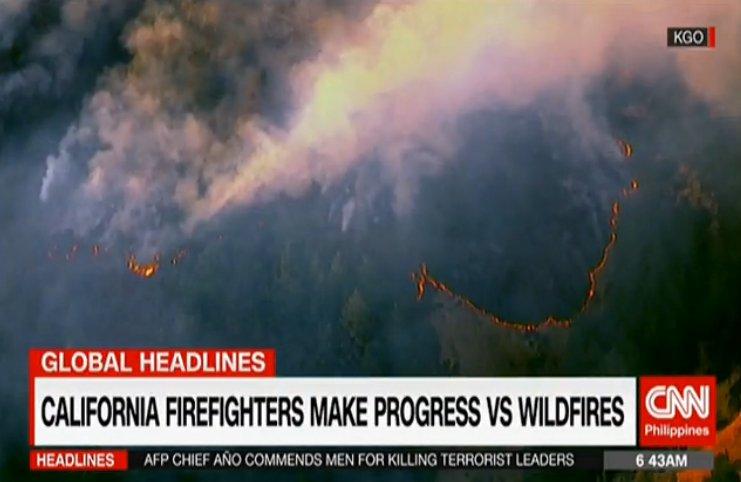 KGO
GLOBAL HEADLINES
CALIFORNIA FIREFIGHTERS MAKE PROGRESS VS WILDFIRES
CNN
Philippines
HEADLINES
AFP CHIEF AÑO COMMENDS MEN FOR KILLING TERRORIST LEADERS
6 43AM